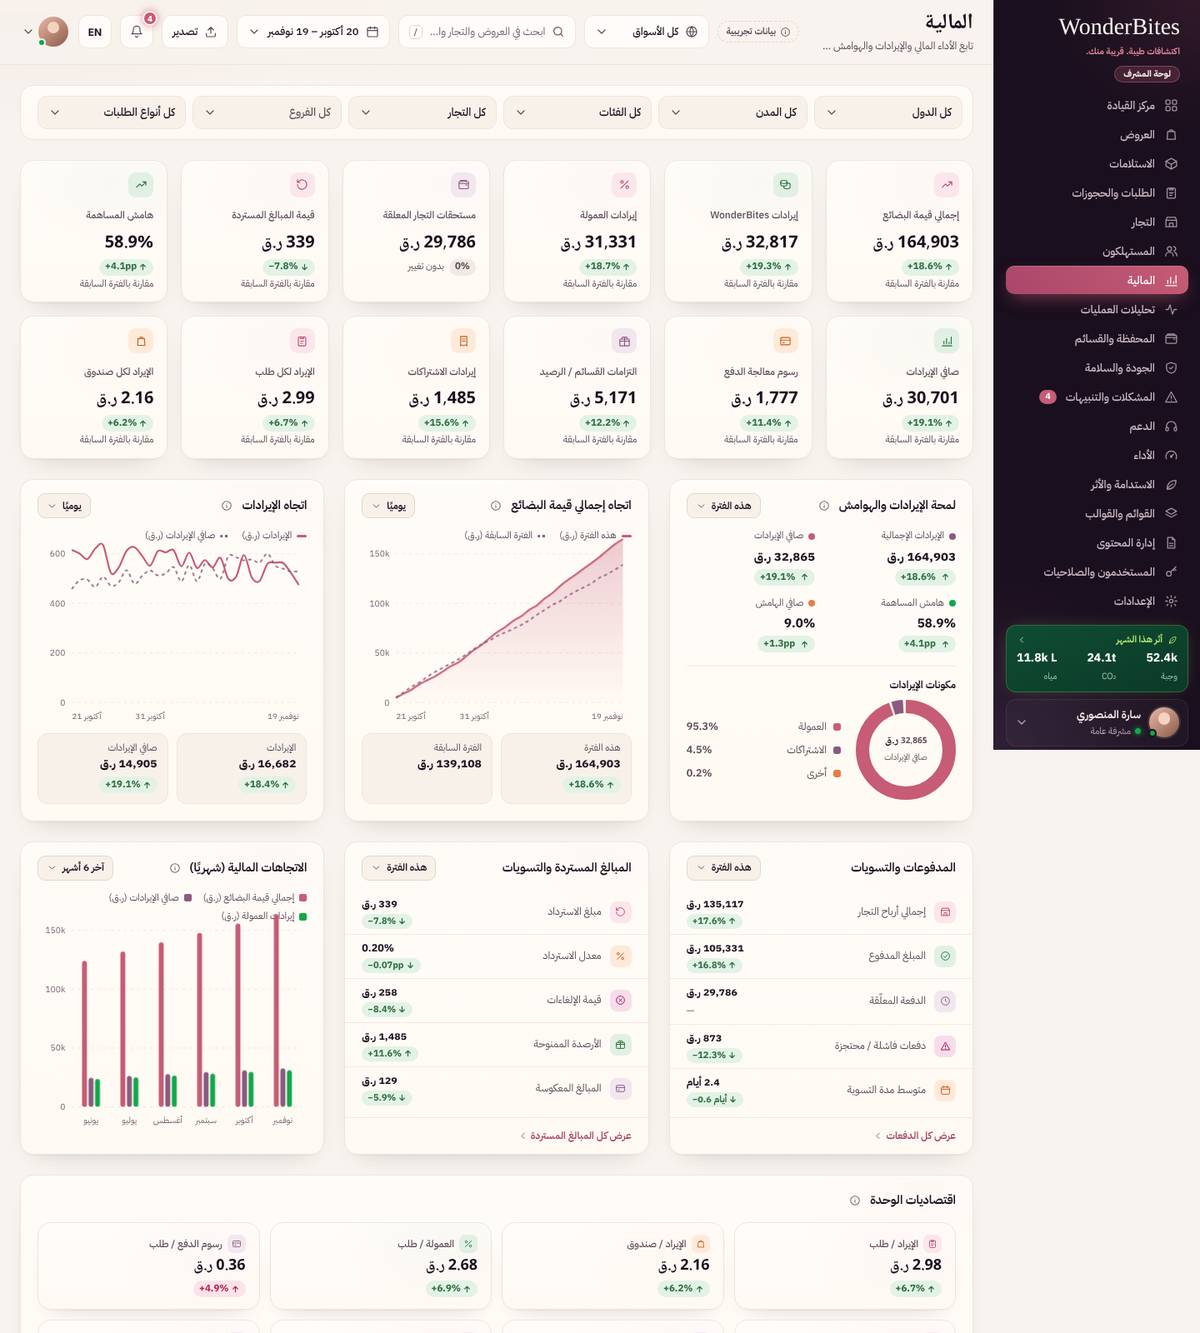 WonderBites
اكتشافات طيبة. قريبة منك.
لوحة المشرف
مركز القيادة
العروض
الاستلامات
الطلبات والحجوزات
التجار
المستهلكون
المالية
تحليلات العمليات
المحفظة والقسائم
الجودة والسلامة
المشكلات والتنبيهات 4
الدعم
الأداء
الاستدامة والأثر
القوائم والقوالب
إدارة المحتوى
المستخدمون والصلاحيات
الإعدادات
أثر هذا الشهر
52.4k 24.1t 11.8k L
وجبة CO₂ مياه
سارة المنصوري
مشرفة عامة
المالية
تابع الأداء المالي والإيرادات والهوامش ...
بيانات تجريبية
كل الأسواق
ابحث في العروض والتجار وا... /
20 أكتوبر – 19 نوفمبر
تصدير
4
EN
كل الدول
كل المدن
كل الفئات
كل التجار
كل الفروع
كل أنواع الطلبات
إجمالي قيمة البضائع
164,903 ر.ق
↑ +18.6%
مقارنة بالفترة السابقة
إيرادات WonderBites
32,817 ر.ق
↑ +19.3%
مقارنة بالفترة السابقة
إيرادات العمولة
31,331 ر.ق
↑ +18.7%
مقارنة بالفترة السابقة
مستحقات التجار المعلقة
29,786 ر.ق
0% بدون تغيير
قيمة المبالغ المستردة
339 ر.ق
↓ −7.8%
مقارنة بالفترة السابقة
هامش المساهمة
58.9%
↑ +4.1pp
مقارنة بالفترة السابقة
صافي الإيرادات
30,701 ر.ق
↑ +19.1%
مقارنة بالفترة السابقة
رسوم معالجة الدفع
1,777 ر.ق
↑ +11.4%
مقارنة بالفترة السابقة
التزامات القسائم / الرصيد
5,171 ر.ق
↑ +12.2%
مقارنة بالفترة السابقة
إيرادات الاشتراكات
1,485 ر.ق
↑ +15.6%
مقارنة بالفترة السابقة
الإيراد لكل طلب
2.99 ر.ق
↑ +6.7%
مقارنة بالفترة السابقة
الإيراد لكل صندوق
2.16 ر.ق
↑ +6.2%
مقارنة بالفترة السابقة
لمحة الإيرادات والهوامش
هذه الفترة
الإيرادات الإجمالية
164,903 ر.ق
↑ +18.6%
صافي الإيرادات
32,865 ر.ق
↑ +19.1%
هامش المساهمة
58.9%
↑ +4.1pp
صافي الهامش
9.0%
↑ +1.3pp
مكونات الإيرادات
32,865 ر.ق
صافي الإيرادات
العمولة 95.3%
الاشتراكات 4.5%
أخرى 0.2%
اتجاه إجمالي قيمة البضائع
يوميًا
هذه الفترة (ر.ق) الفترة السابقة (ر.ق)
150k
100k
50k
0
21 أكتوبر 31 أكتوبر 19 نوفمبر
هذه الفترة
164,903 ر.ق
↑ +18.6%
الفترة السابقة
139,108 ر.ق
اتجاه الإيرادات
يوميًا
الإيرادات (ر.ق) صافي الإيرادات (ر.ق)
600
400
200
0
21 أكتوبر 31 أكتوبر 19 نوفمبر
الإيرادات
16,682 ر.ق
↑ +18.4%
صافي الإيرادات
14,905 ر.ق
↑ +19.1%
المدفوعات والتسويات
هذه الفترة
إجمالي أرباح التجار
135,117 ر.ق
↑ +17.6%
المبلغ المدفوع
105,331 ر.ق
↑ +16.8%
الدفعة المعلّقة
29,786 ر.ق
—
دفعات فاشلة / محتجزة
873 ر.ق
↓ −12.3%
متوسط مدة التسوية
2.4 أيام
↓ −0.6 أيام
عرض كل الدفعات
المبالغ المستردة والتسويات
هذه الفترة
مبلغ الاسترداد
339 ر.ق
↓ −7.8%
معدل الاسترداد
0.20%
↓ −0.07pp
قيمة الإلغاءات
258 ر.ق
↓ −8.4%
الأرصدة الممنوحة
1,485 ر.ق
↑ +11.6%
المبالغ المعكوسة
129 ر.ق
↓ −5.9%
عرض كل المبالغ المستردة
الاتجاهات المالية (شهريًا)
آخر 6 أشهر
إجمالي قيمة البضائع (ر.ق) صافي الإيرادات (ر.ق)
إيرادات العمولة (ر.ق)
150k
100k
50k
0
يونيو يوليو أغسطس سبتمبر أكتوبر نوفمبر
اقتصاديات الوحدة
الإيراد / طلب
2.98 ر.ق
↑ +6.7%
الإيراد / صندوق
2.16 ر.ق
↑ +6.2%
العمولة / طلب
2.68 ر.ق
↑ +6.9%
رسوم الدفع / طلب
0.36 ر.ق
↑ +4.9%